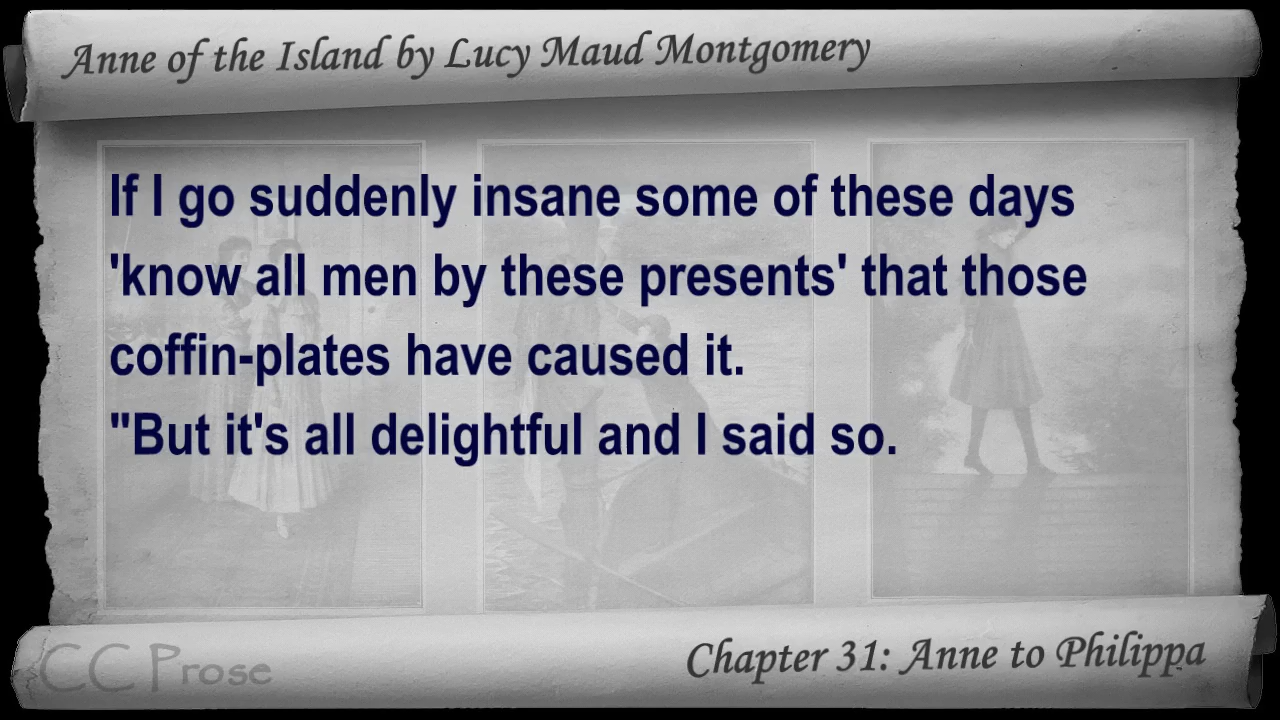 Anne of the Island by Lucy Maud Montgomery
If I go suddenly insane some of these days
'know all men by these presents' that those
coffin-plates have caused it.
"But it's all delightful and I said so.
CC Prose
Chapter 31: Anne to Philippa